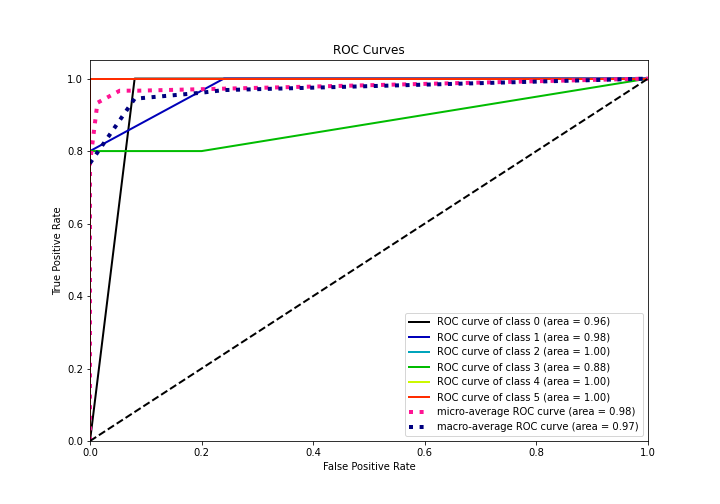 ROC Curves
True Positive Rate
1.0
0.8
0.6
0.4
0.2
0.0
ROC curve of class 0 (area = 0.96)
ROC curve of class 1 (area = 0.98)
ROC curve of class 2 (area = 1.00)
ROC curve of class 3 (area = 0.88)
ROC curve of class 4 (area = 1.00)
ROC curve of class 5 (area = 1.00)
micro-average ROC curve (area = 0.98)
macro-average ROC curve (area = 0.97)
0.0 0.2 0.4 0.6 0.8 1.0
False Positive Rate